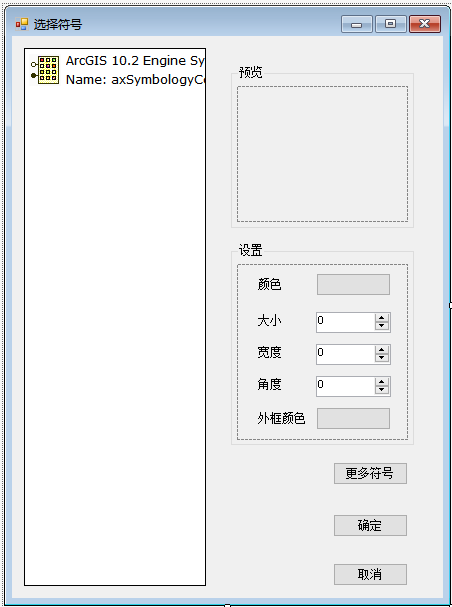 选择符号
ArcGIS 10.2 Engine Sy
Name: axSymbologyCo
预览
设置
颜色
大小 0
宽度 0
角度 0
外框颜色
更多符号
确定
取消